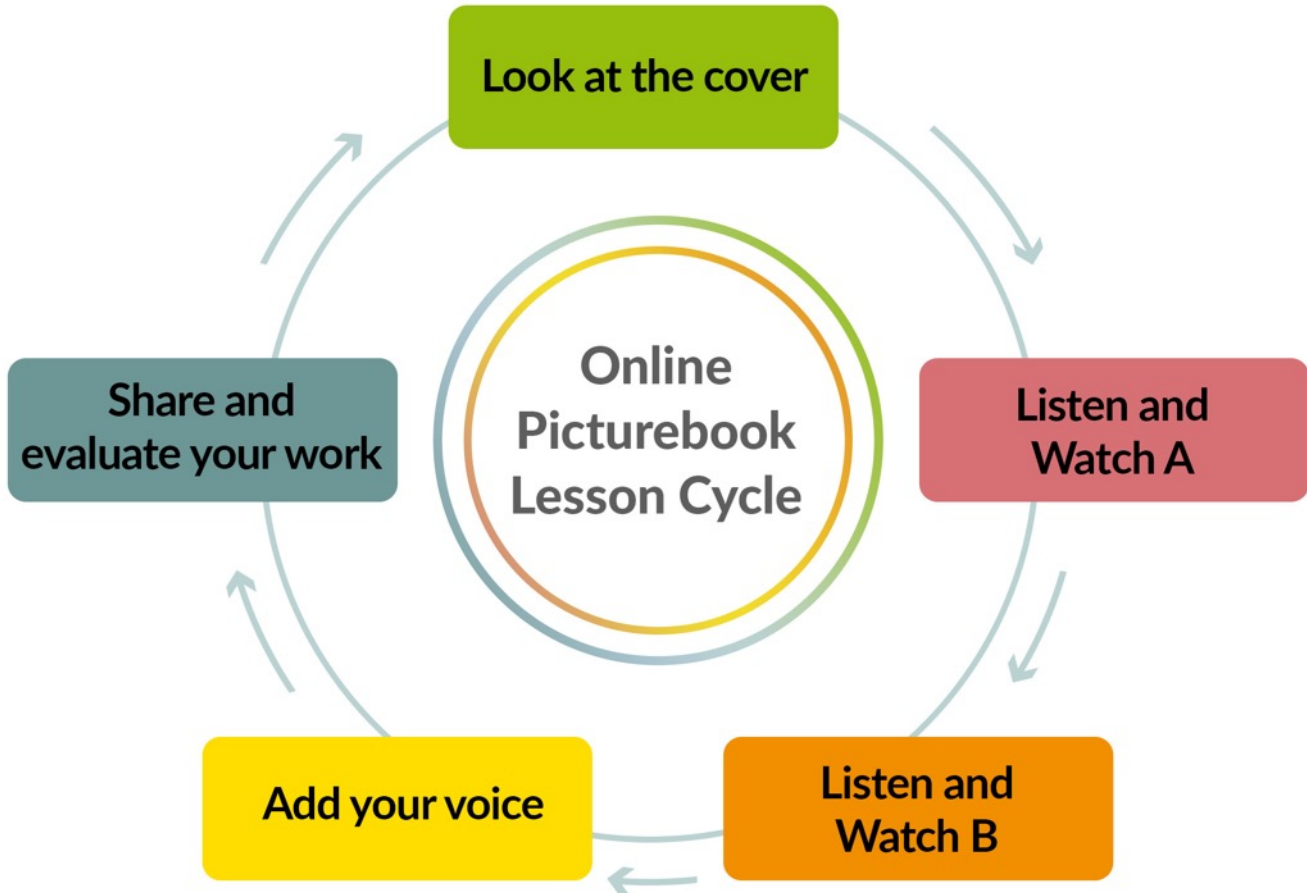 Look at the cover
Listen and
Watch A
Listen and
Watch B
Add your voice
Share and
evaluate your work
Online
Picturebook
Lesson Cycle